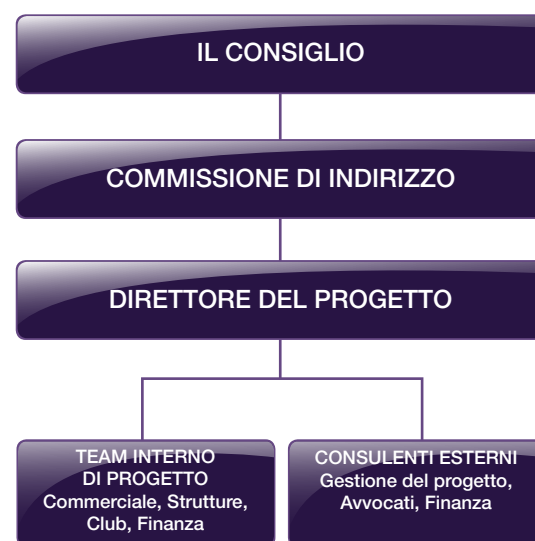 IL CONSIGLIO
COMMISSIONE DI INDIRIZZO
DIRETTORE DEL PROGETTO
TEAM INTERNO
DI PROGETTO
Commerciale, Strutture,
Club, Finanza
CONSULENTI ESTERNI
Gestione del progetto,
Avvocati, Finanza